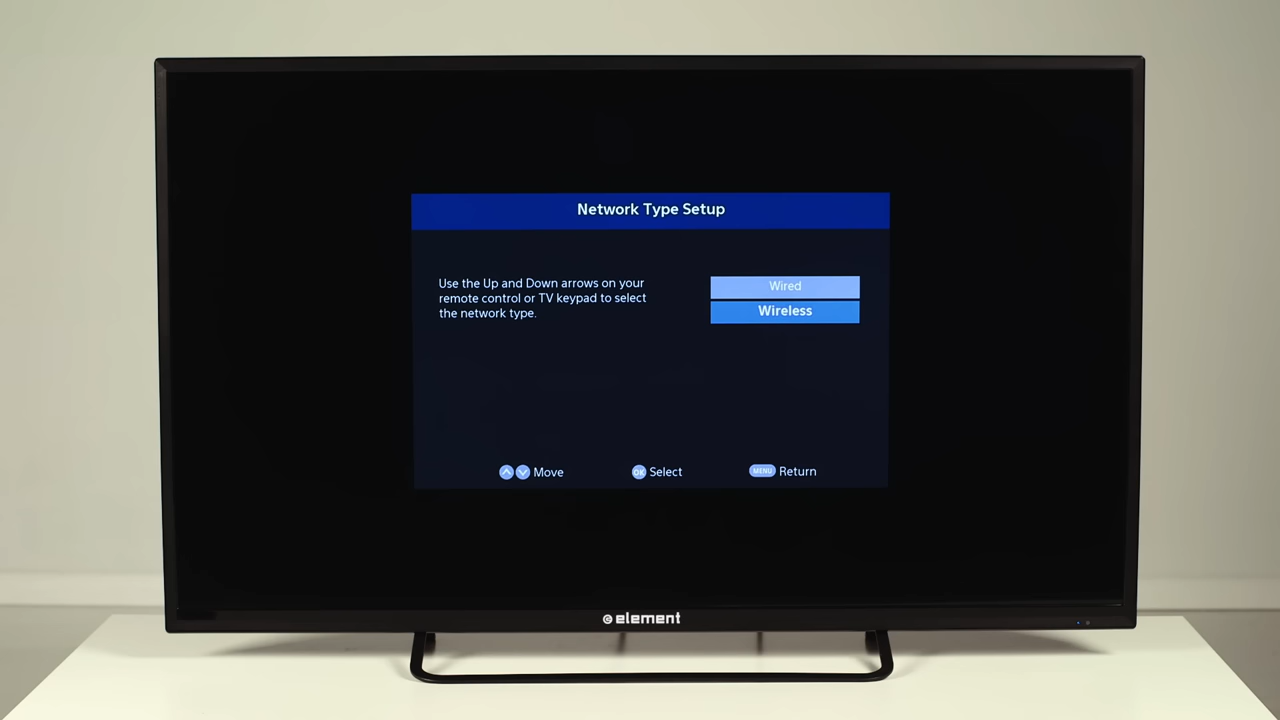 Network Type Setup
Use the Up and Down arrows on your
remote control or TV keypad to select
the network type.
Wired
Wireless
Move
OK Select
MENU Return
element